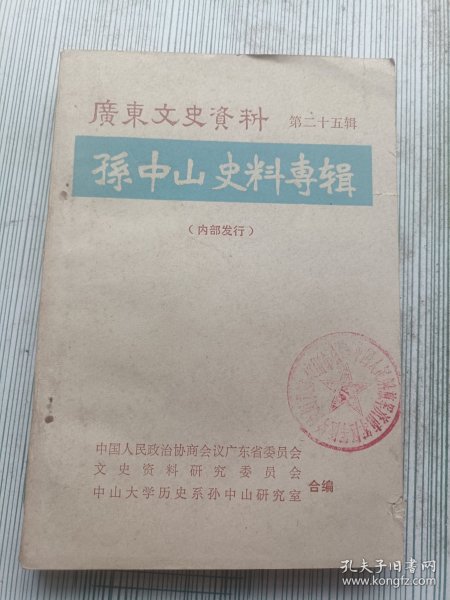 廣東文史資料 第二十五辑
孫中山史料專辑
（内部发行）
中国人民政治协商会议广东省委员会
文史资料研究委员会
中山大学历史系孙中山研究室
合编
孔夫子旧书网
www.kongfz.com